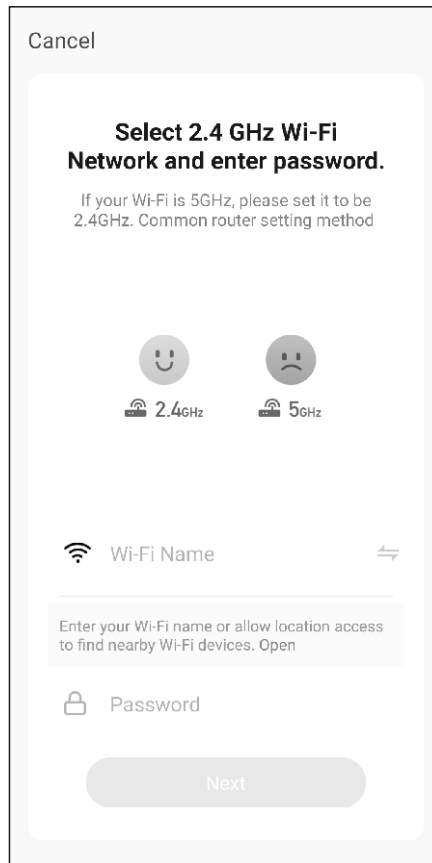 Cancel
Select 2.4 GHz Wi-Fi
Network and enter password.
If your Wi-Fi is 5GHz, please set it to be
2.4GHz. Common router setting method
2.4GHz 5GHz
Wi-Fi Name
Enter your Wi-Fi name or allow location access
to find nearby Wi-Fi devices. Open
Password
Next